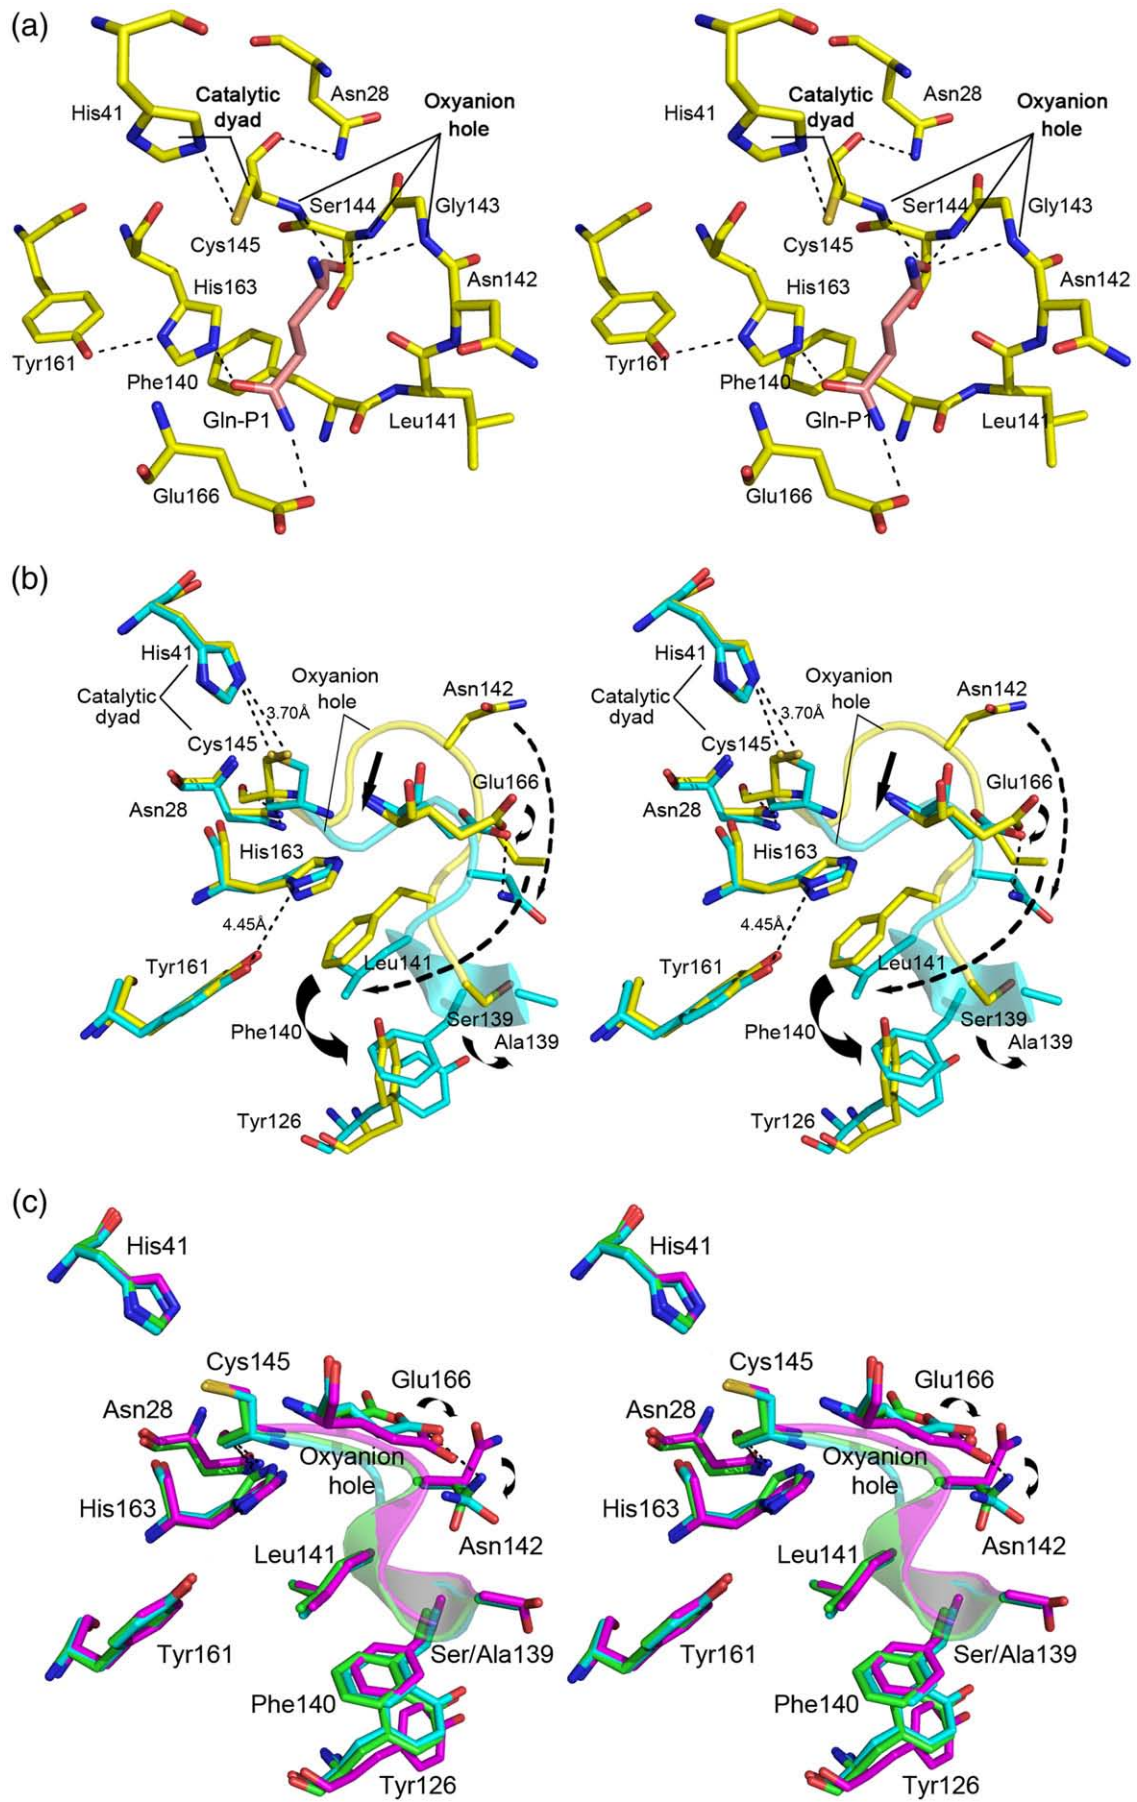 (a)
His41
Catalytic
dyad
Asn28
Oxyanion
hole
Ser144
Gly143
Cys145
His163
Asn142
Tyr161
Phe140
Gln-P1
Leu141
Glu166
His41
Catalytic
dyad
Asn28
Oxyanion
hole
Ser144
Gly143
Cys145
His163
Asn142
Tyr161
Phe140
Gln-P1
Leu141
Glu166
(b)
His41
Catalytic
dyad
Oxyanion
hole
Asn142
3.70Å
Cys145
Glu166
Asn28
His163
4.45Å
Tyr161
Leu141
Phe140
Ser139
Ala139
Tyr126
His41
Catalytic
dyad
Oxyanion
hole
Asn142
3.70Å
Cys145
Glu166
Asn28
His163
4.45Å
Tyr161
Leu141
Phe140
Ser139
Ala139
Tyr126
(c)
His41
Cys145
Glu166
Asn28
Oxyanion
hole
His163
Asn142
Leu141
Tyr161
Ser/Ala139
Phe140
Tyr126
His41
Cys145
Glu166
Asn28
Oxyanion
hole
His163
Asn142
Leu141
Tyr161
Ser/Ala139
Phe140
Tyr126